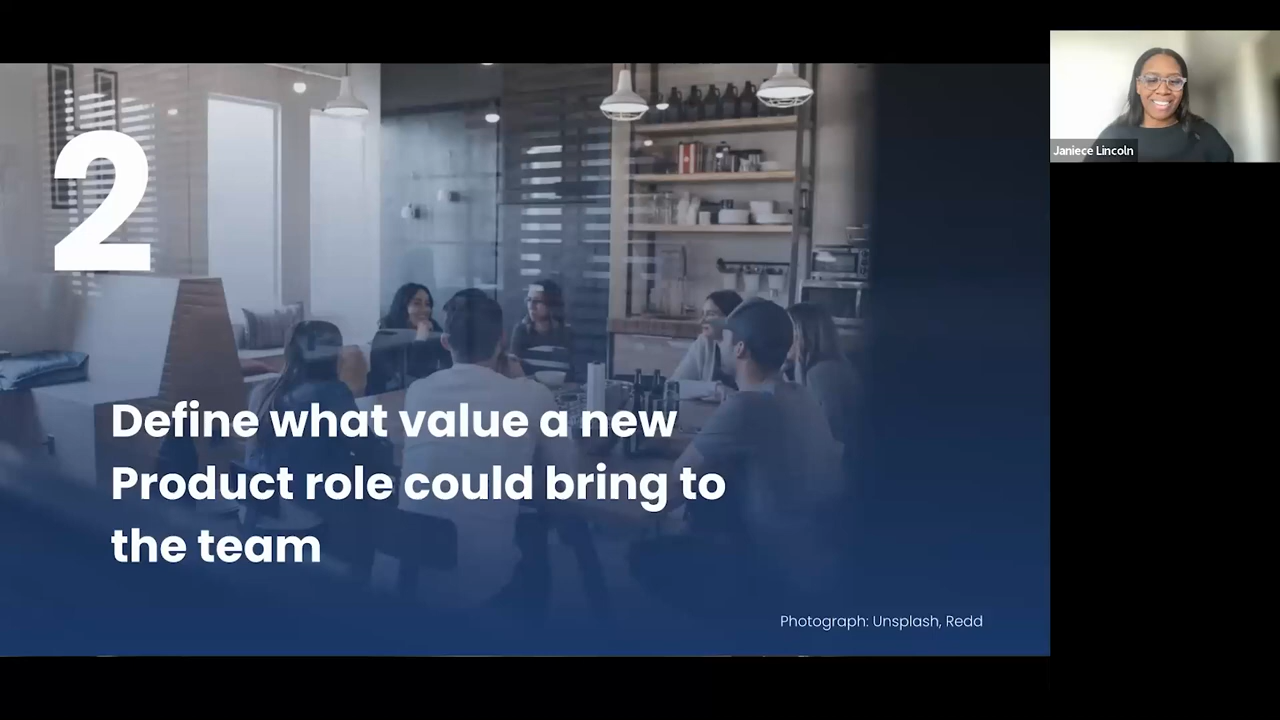 2
Define what value a new
Product role could bring to
the team
Photograph: Unsplash, Redd
Janiece Lincoln